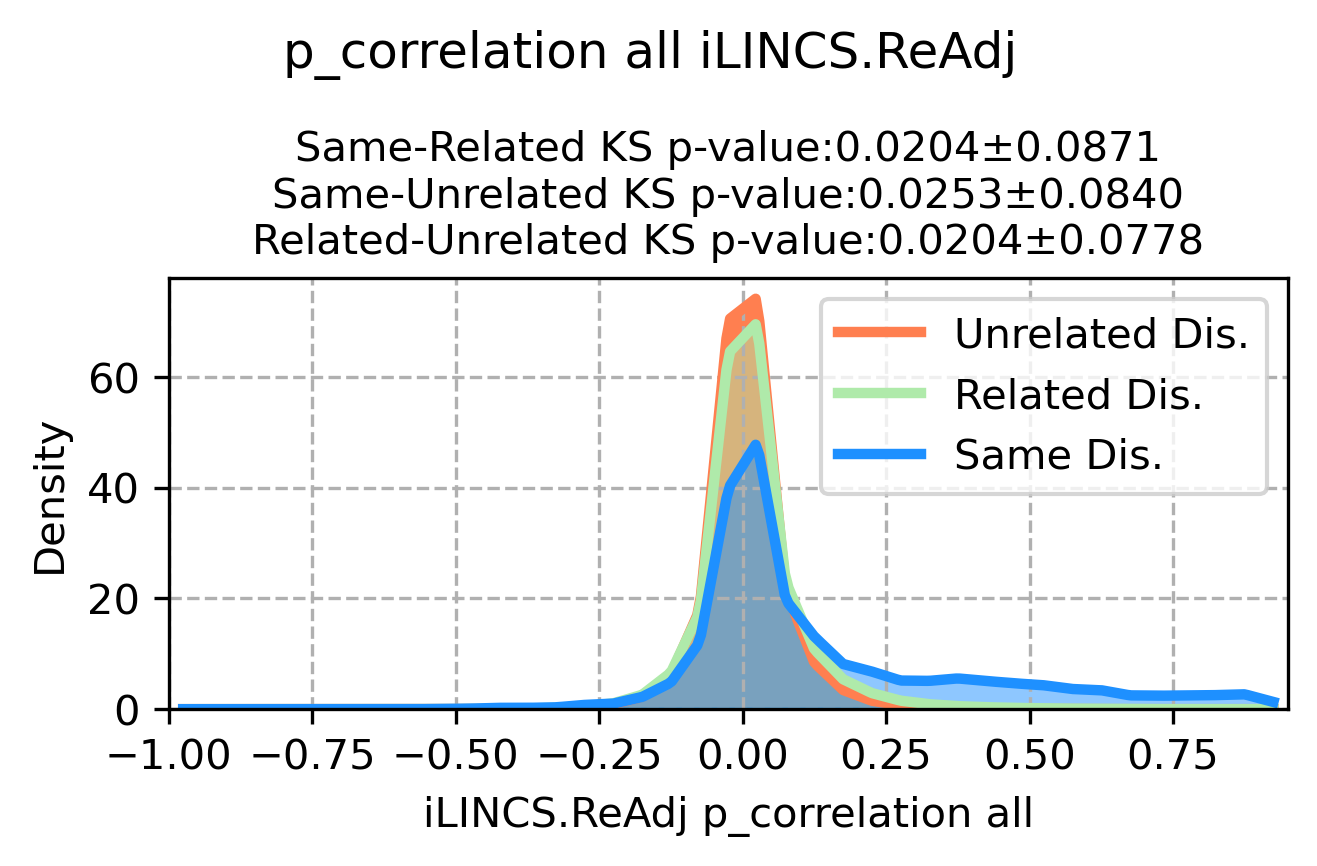 p_correlation all iLINCS.ReAdj
Same-Related KS p-value:0.0204±0.0871
Same-Unrelated KS p-value:0.0253±0.0840
Related-Unrelated KS p-value:0.0204±0.0778
Unrelated Dis.
Related Dis.
Same Dis.
Density
60
40
20
0
−1.00 −0.75 −0.50 −0.25 0.00 0.25 0.50 0.75
iLINCS.ReAdj p_correlation all